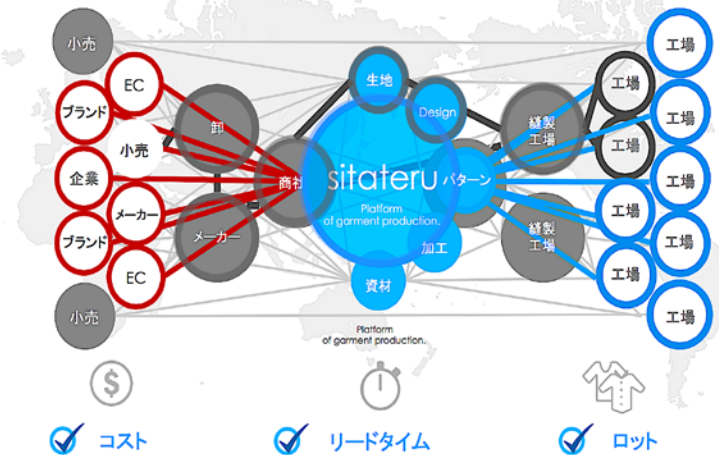 小売
EC
ブランド
卸
小売
企業
商社
メーカー
メーカー
ブランド
EC
小売
生地
Design
sitateru
Platform
of garment production.
パターン
加工
資材
縫製
工場
縫製
工場
工場
工場
工場
工場
工場
工場
工場
工場
工場
工場
Platform
of garment production.
$
コスト
リードタイム
ロット